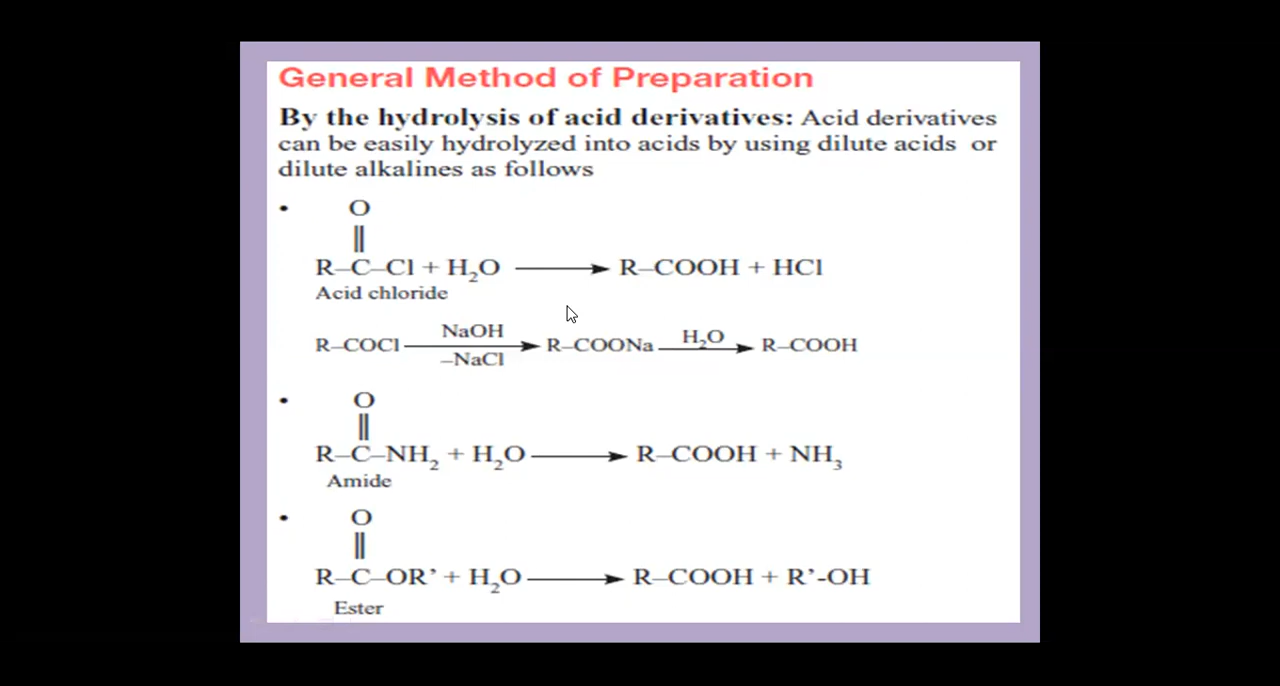 General Method of Preparation
By the hydrolysis of acid derivatives: Acid derivatives
can be easily hydrolyzed into acids by using dilute acids or
dilute alkalines as follows
• O
||
R–C–Cl + H₂O ⟶ R–COOH + HCl
Acid chloride
NaOH
R–COCl ⟶ R–COONa ⟶ R–COOH
H₂O
–NaCl
• O
||
R–C–NH₂ + H₂O ⟶ R–COOH + NH₃
Amide
• O
||
R–C–OR’ + H₂O ⟶ R–COOH + R’-OH
Ester